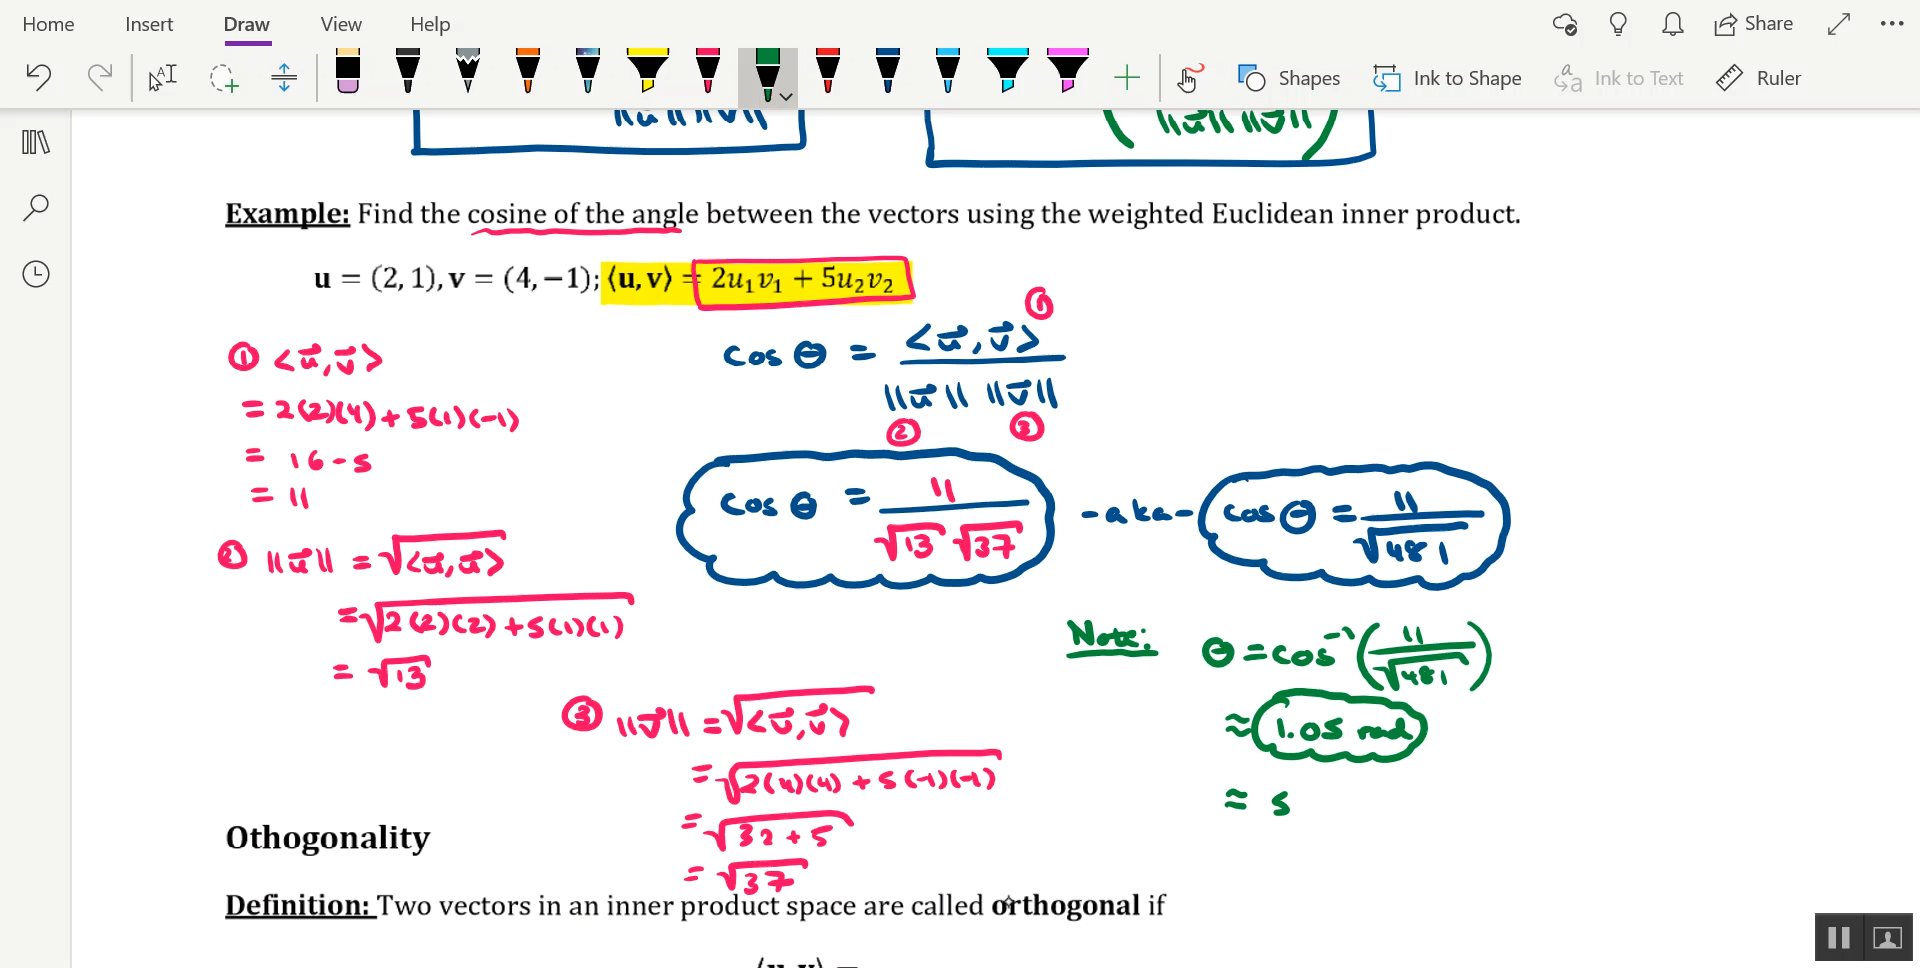 Home Insert Draw View Help Share
Shapes Ink to Shape Ink to Text Ruler
||u⃗|| ||v⃗||
(||u⃗|| ||v⃗||)
Example: Find the cosine of the angle between the vectors using the weighted Euclidean inner product.
u = (2, 1), v = (4, −1); ⟨u, v⟩ = 2u₁v₁ + 5u₂v₂
① <u⃗, v⃗>
= 2(2)(4) + 5(1)(-1)
= 16 - 5
= 11
② ||u⃗|| = √<u⃗, u⃗>
= √2(2)(2) + 5(1)(1)
= √13
③ ||v⃗|| = √<v⃗, v⃗>
= √2(4)(4) + 5(-1)(-1)
= √32 + 5
= √37
cos Θ = <u⃗, v⃗> ① / ||u⃗|| ||v⃗||
② ③
cos Θ = 11 / √13 √37 - aka - cos Θ = 11 / √481
Note: Θ = cos⁻¹(11 / √481)
≈ 1.05 rad
≈ 5
Othogonality
Definition: Two vectors in an inner product space are called orthogonal if
⟨u, v⟩ =